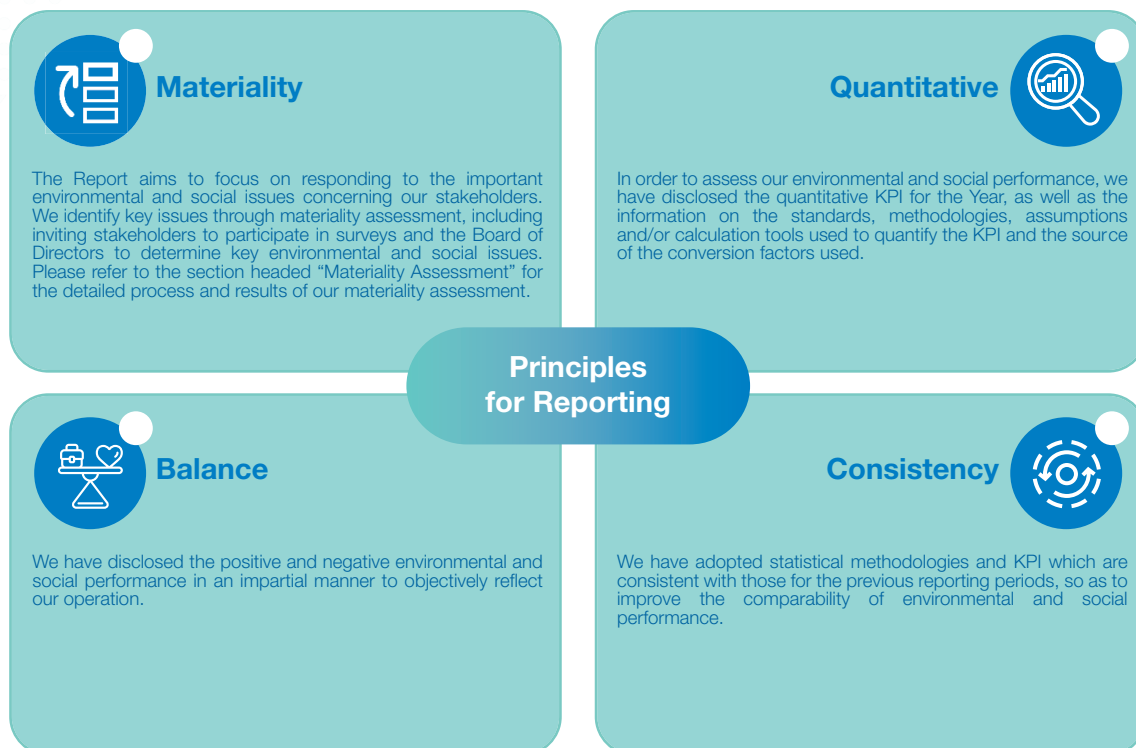 Materiality
The Report aims to focus on responding to the important
environmental and social issues concerning our stakeholders.
We identify key issues through materiality assessment, including
inviting stakeholders to participate in surveys and the Board of
Directors to determine key environmental and social issues.
Please refer to the section headed “Materiality Assessment” for
the detailed process and results of our materiality assessment.
Quantitative
In order to assess our environmental and social performance, we
have disclosed the quantitative KPI for the Year, as well as the
information on the standards, methodologies, assumptions
and/or calculation tools used to quantify the KPI and the source
of the conversion factors used.
Principles
for Reporting
Balance
We have disclosed the positive and negative environmental and
social performance in an impartial manner to objectively reflect
our operation.
Consistency
We have adopted statistical methodologies and KPI which are
consistent with those for the previous reporting periods, so as to
improve the comparability of environmental and social
performance.